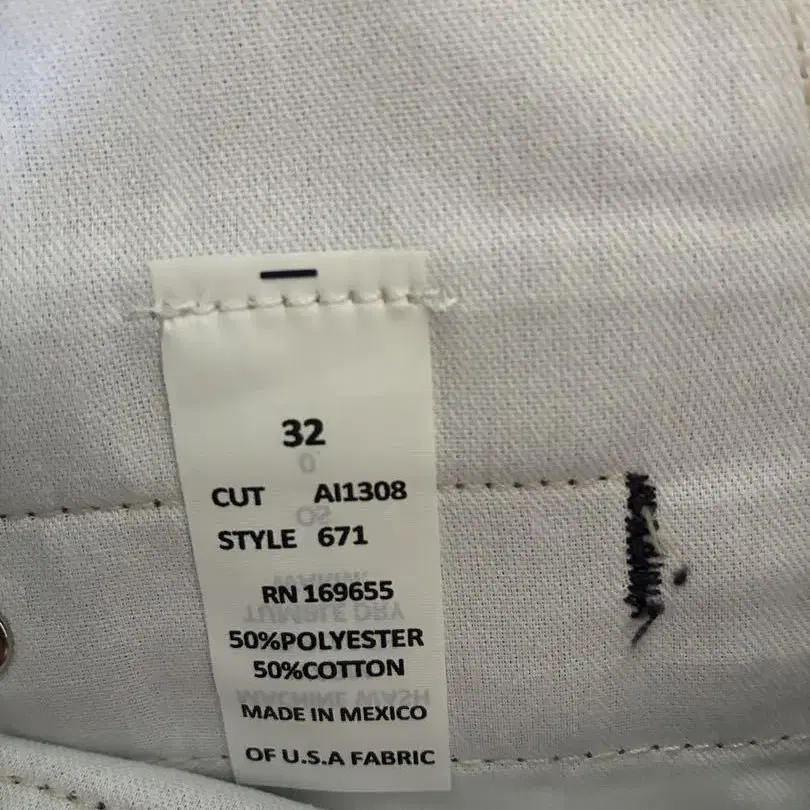 32
CUT AI1308
STYLE 671
RN 169655
50%POLYESTER
50%COTTON
MADE IN MEXICO
OF U.S.A FABRIC